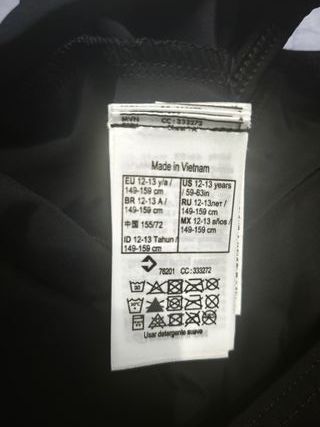 MVN CC:333272
Made in Vietnam
EU 12-13 y/a /
149-159 cm
BR 12-13 A /
149-159 cm
中国 155/72
ID 12-13 Tahun /
149-159 cm
US 12-13 years
/ 59-63in
RU 12-13лет /
149-159 cm
MX 12-13 años /
149-159 cm
76201 CC:333272
Usar detergente suave